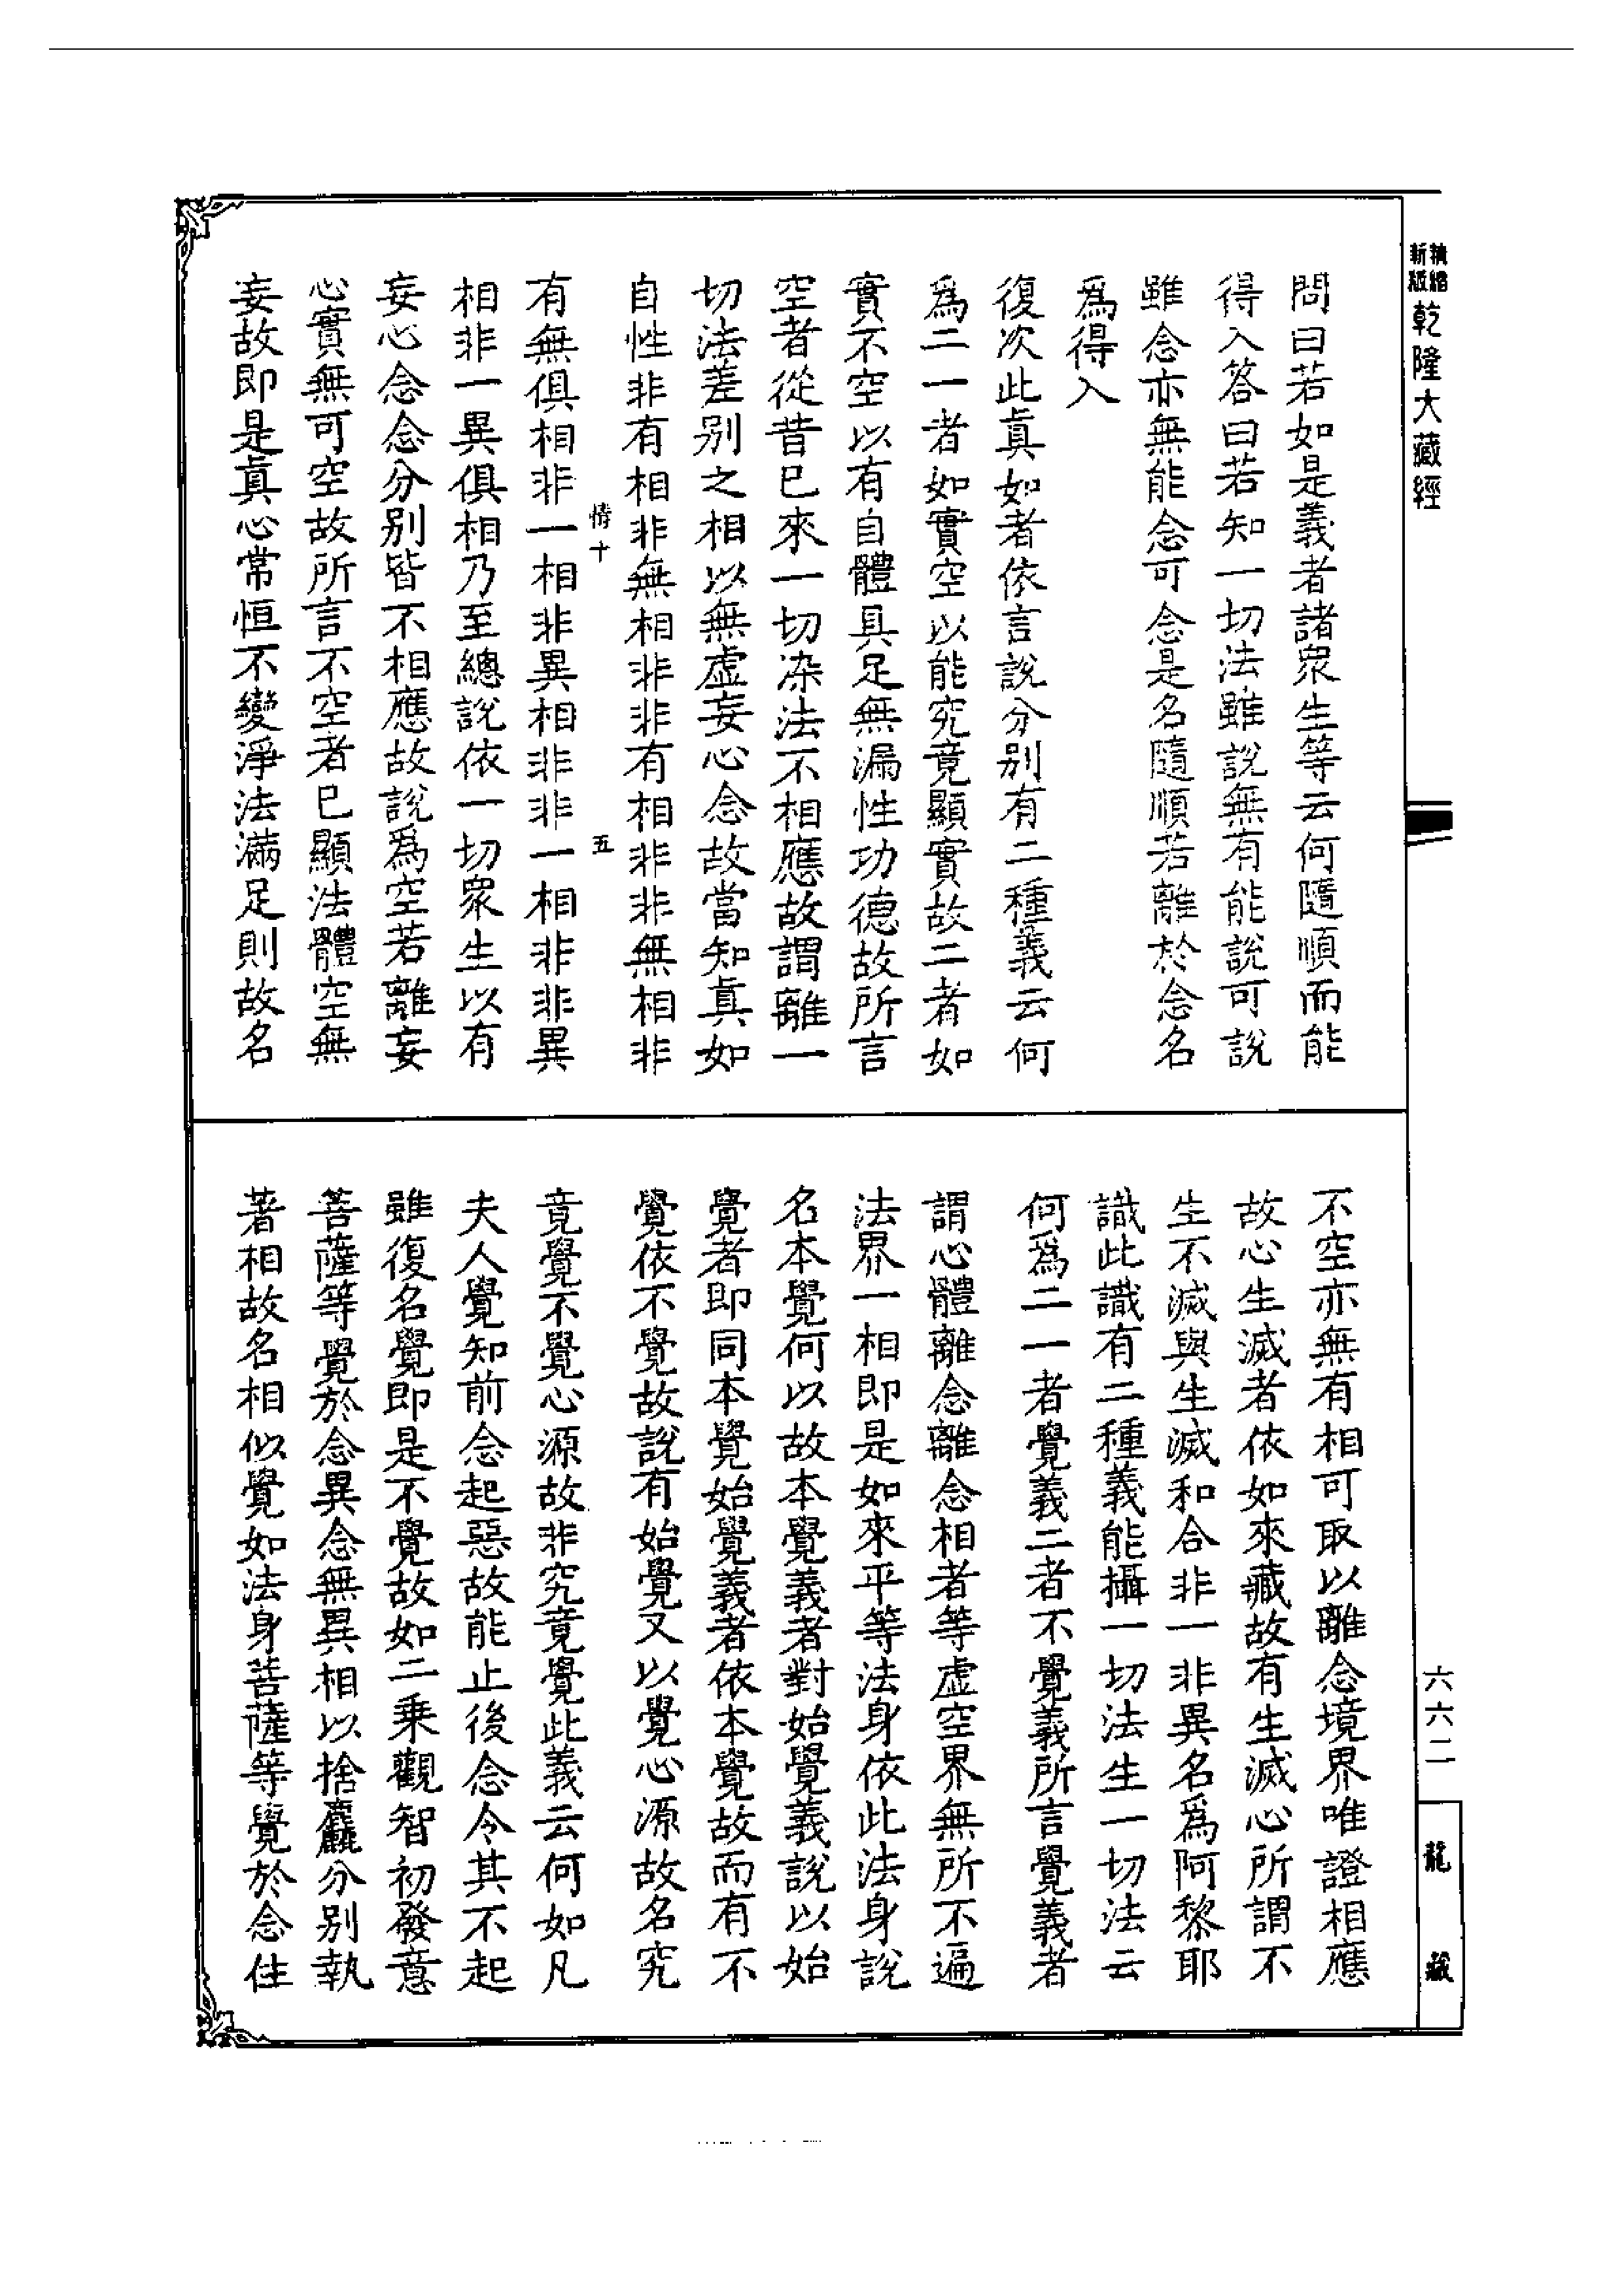 新版精縮
乾隆大藏經
問曰若如是義者諸眾生等云何隨順而能
得入答曰若知一切法雖說無有能說可說
雖念亦無能念可念是名隨順若離於念名
爲得入
復次此真如者依言說分別有二種義云何
爲二一者如實空以能究竟顯實故二者如
實不空以有自體具足無漏性功德故所言
空者從昔已來一切染法不相應故謂離一
切法差別之相以無虛妄心念故當知真如
自性非有相非無相非非有相非非無相非
情十
五
有無俱相非一相非異相非非一相非非異
相非一異俱相乃至總說依一切眾生以有
妄心念念分別皆不相應故說爲空若離妄
心實無可空故所言不空者已顯法體空無
妄故即是真心常恒不變淨法滿足則故名
不空亦無有相可取以離念境界唯證相應
故心生滅者依如來藏故有生滅心所謂不
生不滅與生滅和合非一非異名爲阿黎耶
識此識有二種義能攝一切法生一切法云
何爲二一者覺義二者不覺義所言覺義者
謂心體離念離念相者等虛空界無所不遍
法界一相即是如來平等法身依此法身說
名本覺何以故本覺義者對始覺義說以始
覺者即同本覺始覺義者依本覺故而有不
覺依不覺故說有始覺又以覺心源故名究
竟覺不覺心源故非究竟覺此義云何如凡
夫人覺知前念起惡故能止後念令其不起
雖復名覺即是不覺故如二乘觀智初發意
菩薩等覺於念異念無異相以捨麤分別執
著相故名相似覺如法身菩薩等覺於念住
六六二
龍藏